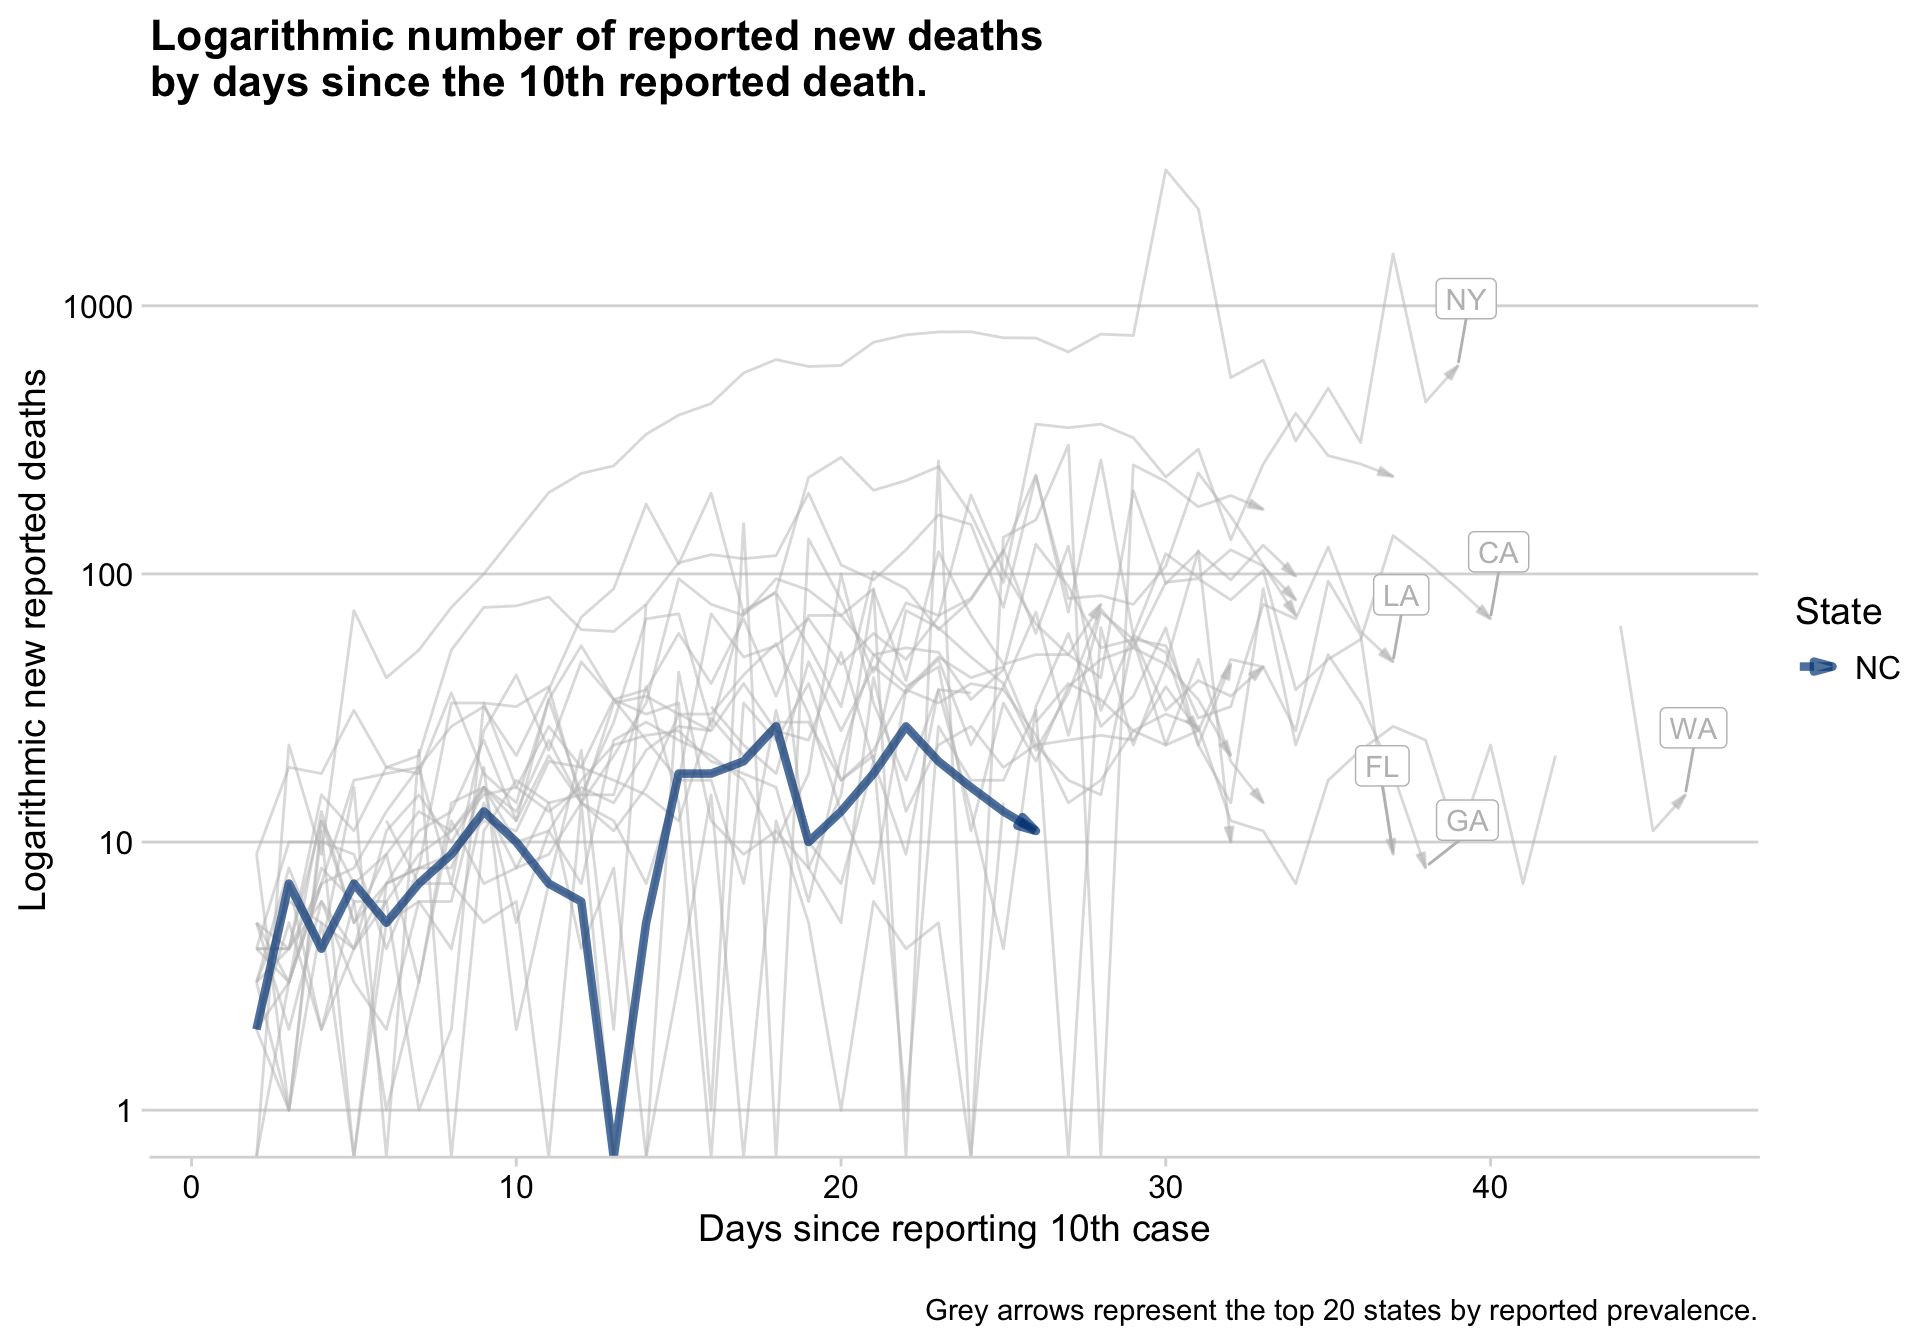 Logarithmic number of reported new deaths
by days since the 10th reported death.
Logarithmic new reported deaths
1000
100
10
1
NY
CA
LA
WA
FL
GA
State
NC
0 10 20 30 40
Days since reporting 10th case
Grey arrows represent the top 20 states by reported prevalence.